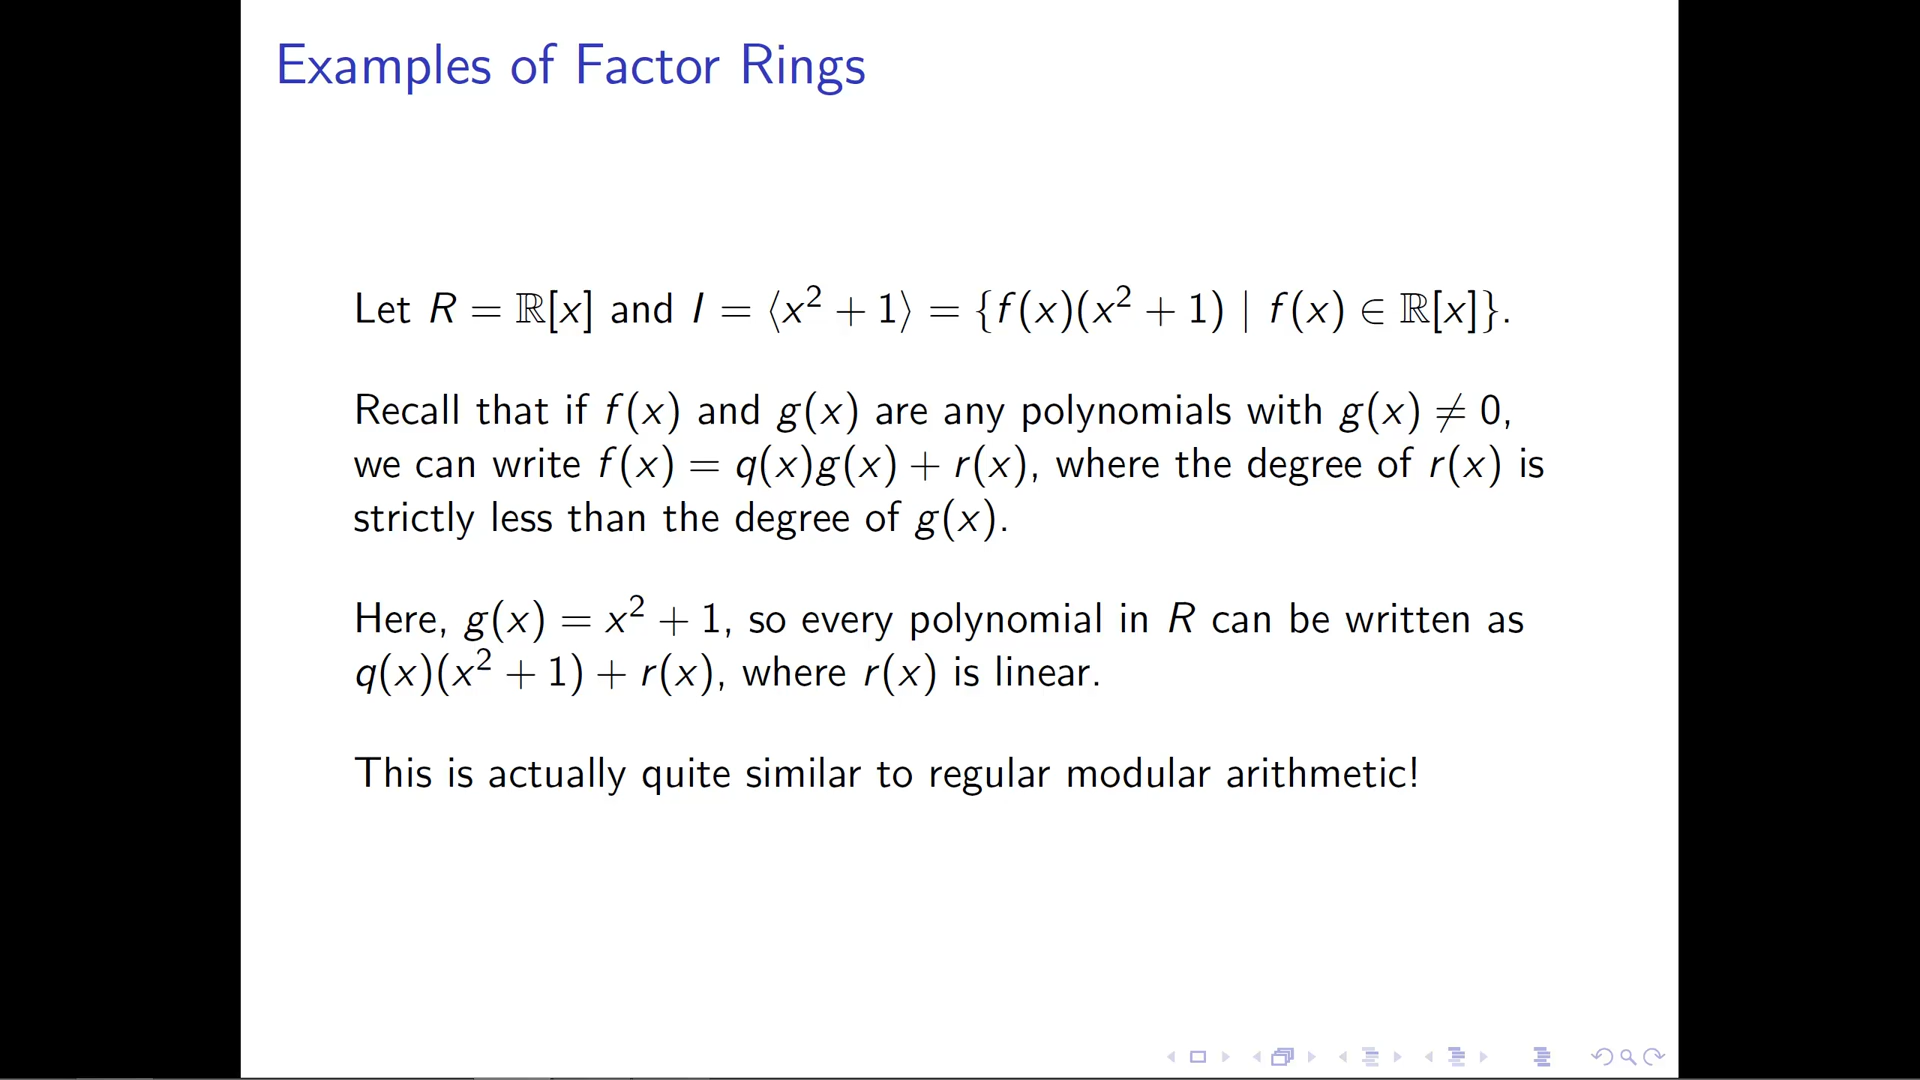 Examples of Factor Rings
Let R = ℝ[x] and I = ⟨x² + 1⟩ = {f(x)(x² + 1) | f(x) ∈ ℝ[x]}.
Recall that if f(x) and g(x) are any polynomials with g(x) ≠ 0,
we can write f(x) = q(x)g(x) + r(x), where the degree of r(x) is
strictly less than the degree of g(x).
Here, g(x) = x² + 1, so every polynomial in R can be written as
q(x)(x² + 1) + r(x), where r(x) is linear.
This is actually quite similar to regular modular arithmetic!